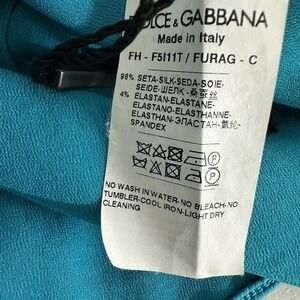 DOLCE & GABBANA
Made in Italy
FH - F5I11T / FURAG - C
96% SETA-SILK-SEDA-SOIE-
SEIDE-ШЕЛК-桑蚕丝
4% ELASTAN-ELASTANE-
ELASTANO-ELASTHANNE-
ELASTHAN-ЭЛАСТАН-氨纶-
SPANDEX
NO WASH IN WATER-NO BLEACH-NO
TUMBLER-COOL IRON-LIGHT DRY
CLEANING